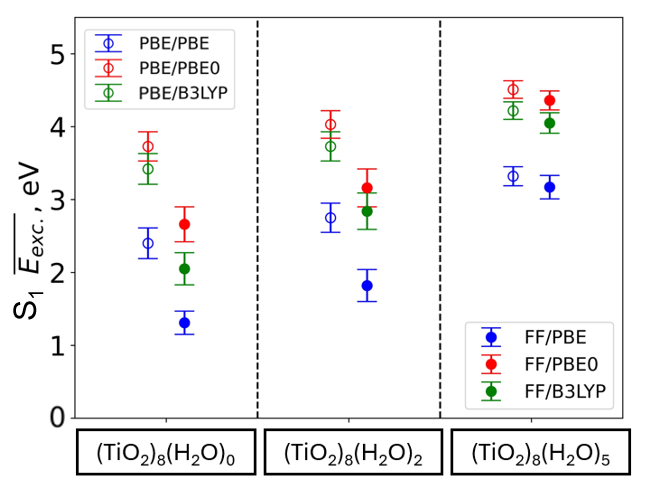 PBE/PBE
PBE/PBE0
PBE/B3LYP
5
4
3
2
1
0
S₁ E_exc., eV
FF/PBE
FF/PBE0
FF/B3LYP
(TiO₂)₈(H₂O)₀
(TiO₂)₈(H₂O)₂
(TiO₂)₈(H₂O)₅